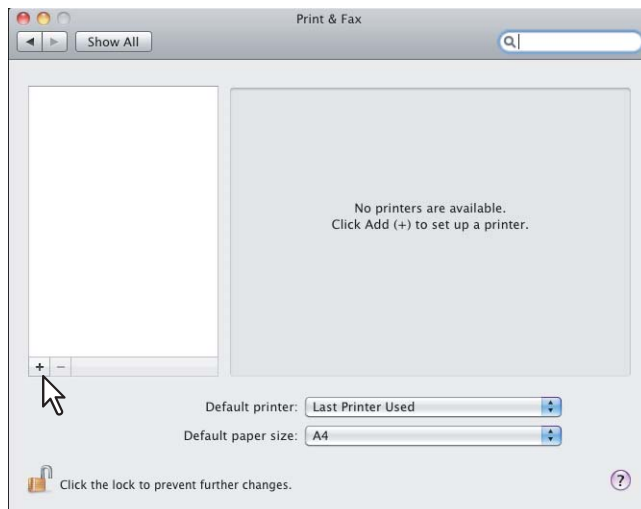 Print & Fax
Show All
No printers are available.
Click Add (+) to set up a printer.
+ −
Default printer: Last Printer Used
Default paper size: A4
Click the lock to prevent further changes.
?